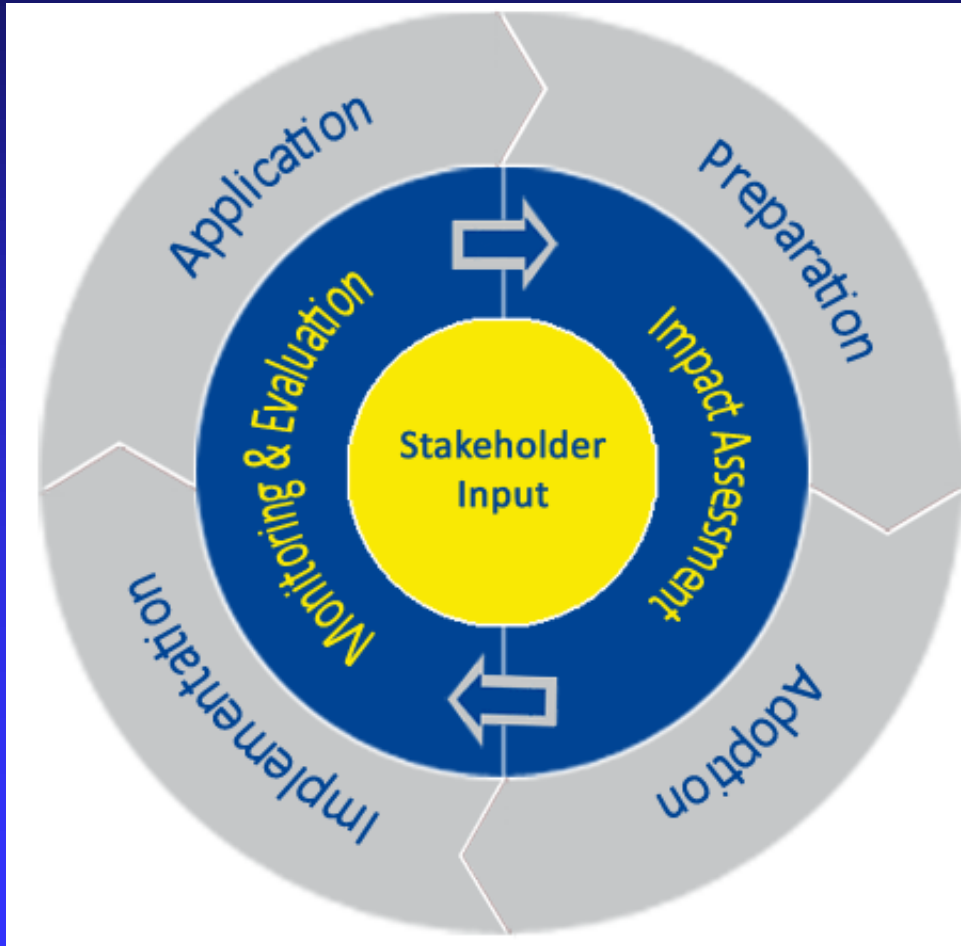 Application
Preparation
Monitoring & Evaluation
Impact Assessment
Stakeholder
Input
Implementation
Adoption